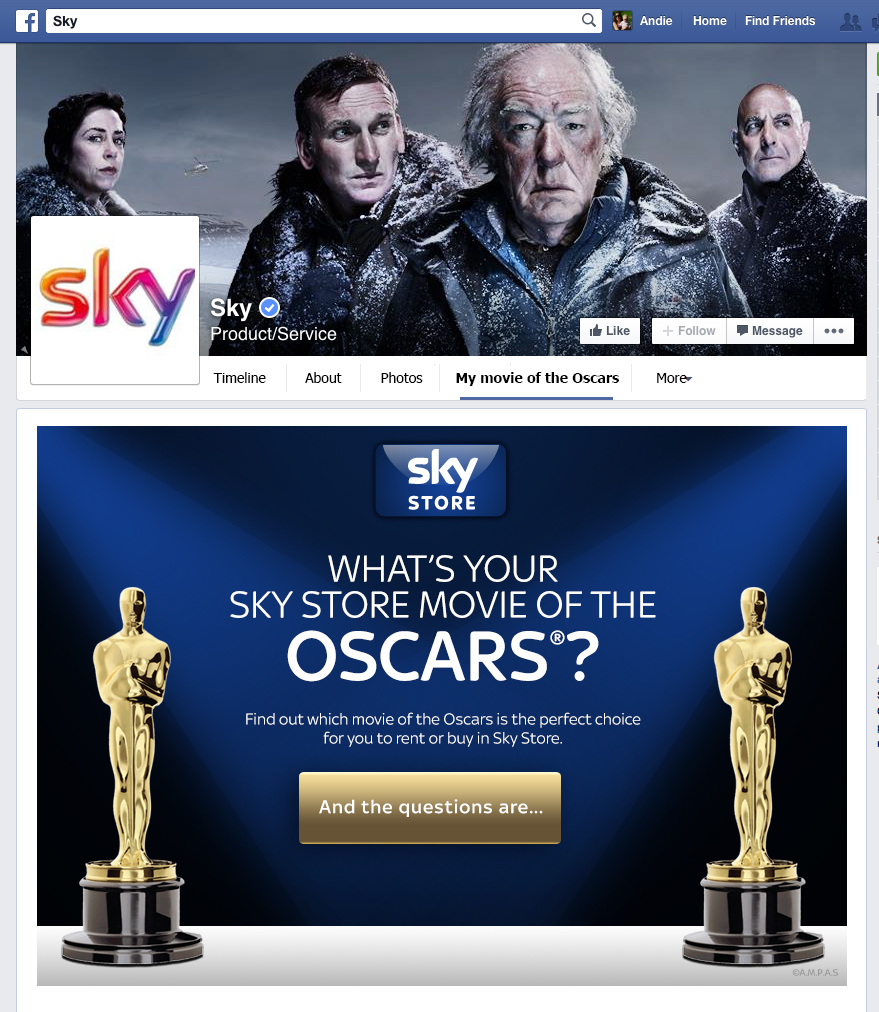 Sky
Andie
Home
Find Friends
sky
Sky
Product/Service
Like
Follow
Message
Timeline
About
Photos
My movie of the Oscars
More
sky
STORE
WHAT'S YOUR
SKY STORE MOVIE OF THE
OSCARS®?
Find out which movie of the Oscars is the perfect choice
for you to rent or buy in Sky Store.
And the questions are...
©A.M.P.A.S